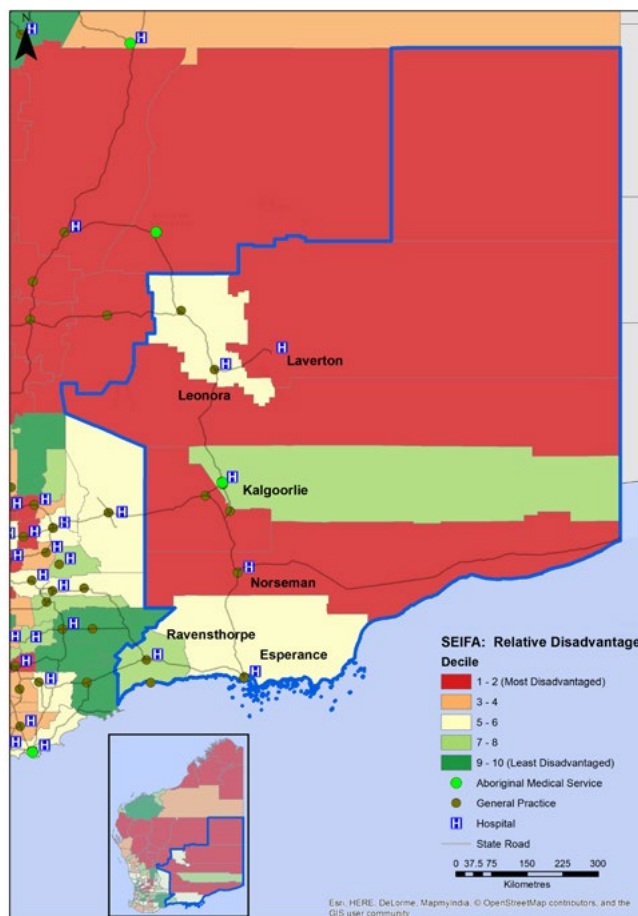 N
H
H
H
H
Laverton
H
Leonora
H
Kalgoorlie
H
H
H
H
H
H
H
H
H
Norseman
H
H
H
H
H
Ravensthorpe
H
H
Esperance
H
H
H
SEIFA: Relative Disadvantage
Decile
1 - 2 (Most Disadvantaged)
3 - 4
5 - 6
7 - 8
9 - 10 (Least Disadvantaged)
Aboriginal Medical Service
General Practice
H Hospital
State Road
0 37.5 75 150 225 300
Kilometres
Esri, HERE, DeLorme, MapmyIndia, © OpenStreetMap contributors, and the
GIS user community